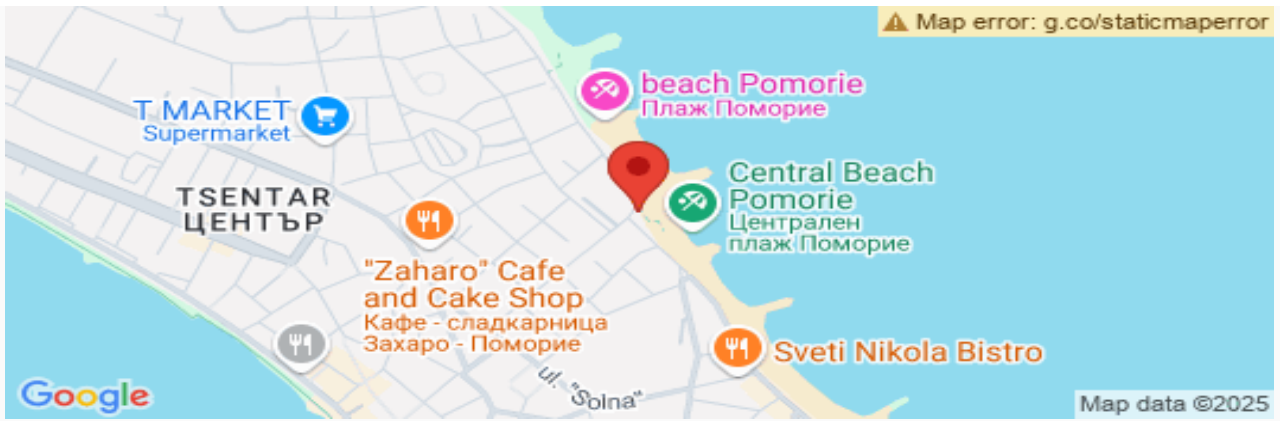 Map error: g.co/staticmaperror
beach Pomorie
Плаж Поморие
T MARKET
Supermarket
Central Beach
Pomorie
Централен
плаж Поморие
TSENTAR
ЦЕНТЪР
"Zaharo" Cafe
and Cake Shop
Кафе - сладкарница
Захаро - Поморие
Sveti Nikola Bistro
ul. "Solna"
Google
Map data ©2025